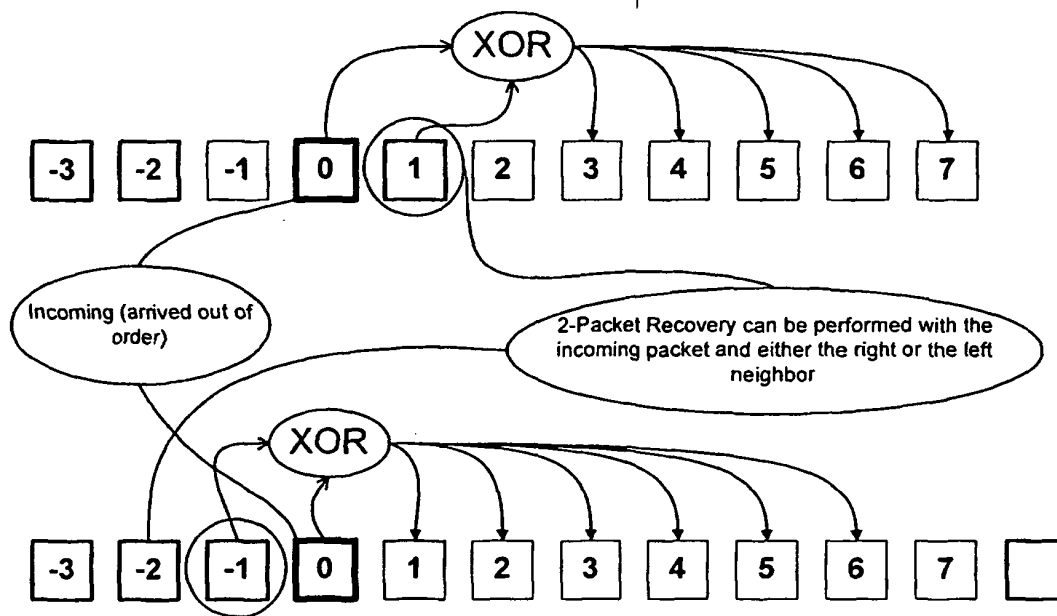 XOR
-3 -2 -1 0 1 2 3 4 5 6 7
Incoming (arrived out of
order)
2-Packet Recovery can be performed with the
incoming packet and either the right or the left
neighbor
XOR
-3 -2 -1 0 1 2 3 4 5 6 7